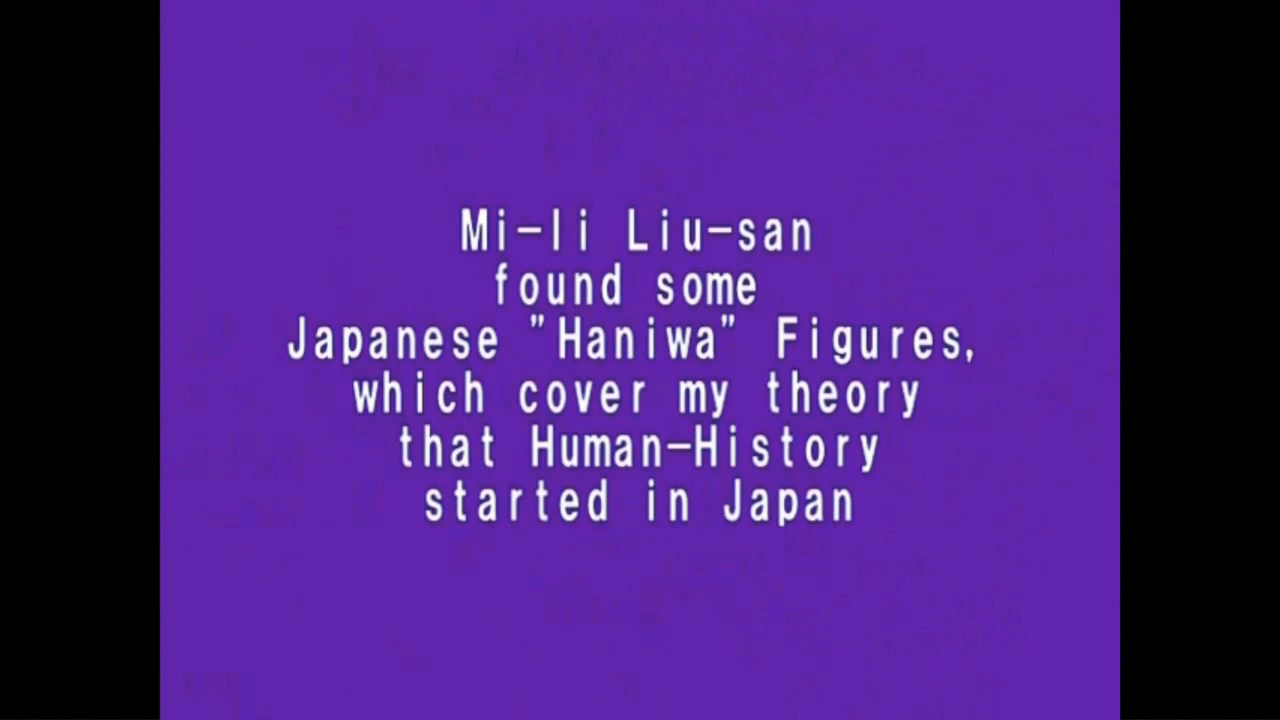 Mi-li Liu-san
found some
Japanese "Haniwa" Figures,
which cover my theory
that Human-History
started in Japan